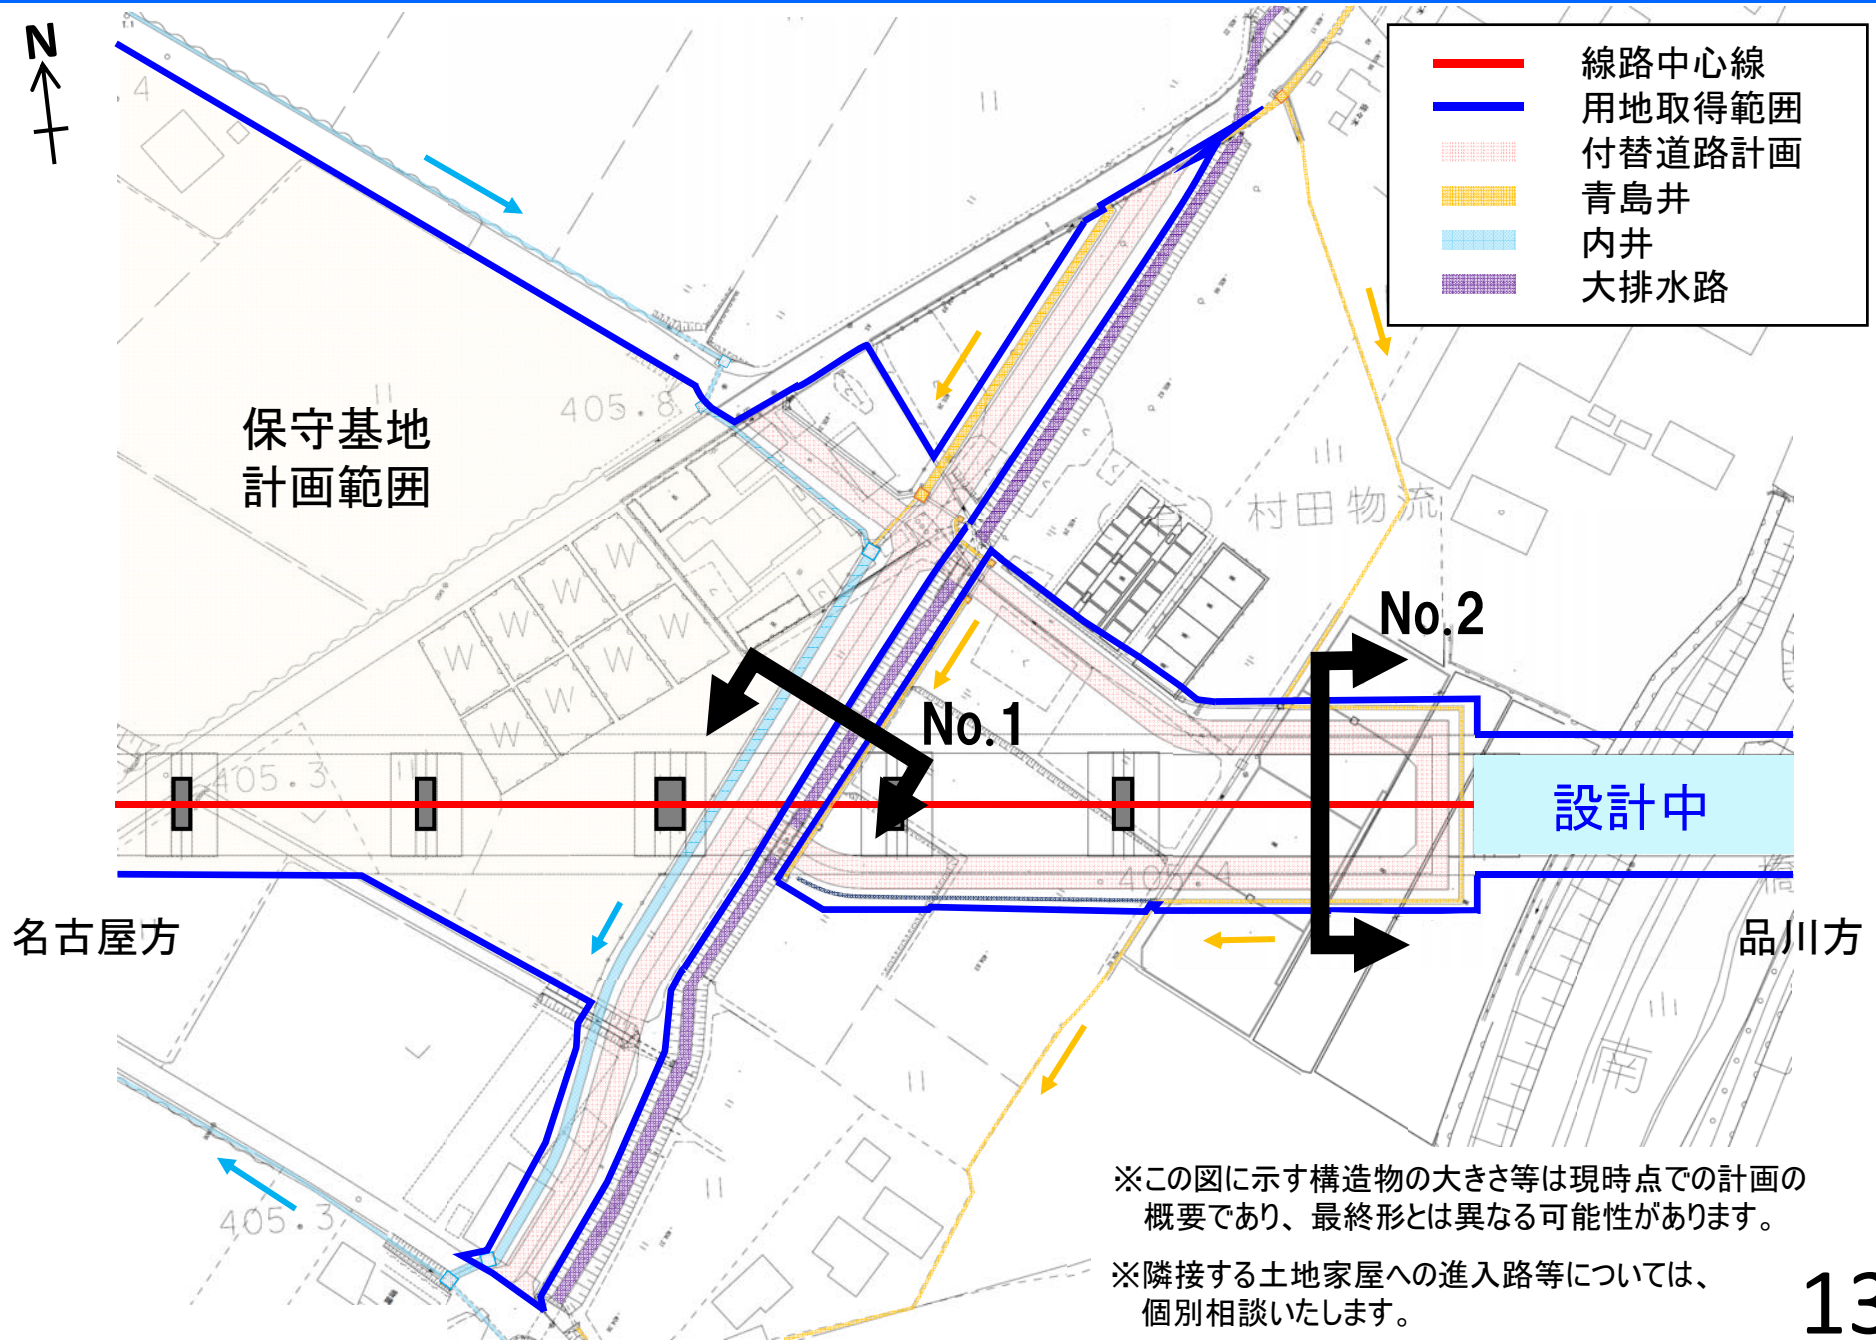 N
線路中心線
用地取得範囲
付替道路計画
青島井
内井
大排水路
405.8
保守基地
計画範囲
村田物流
W W
W W W
W W
W
No.2
No.1
405.3
設計中
405.4
名古屋方
品川方
405.3
※この図に示す構造物の大きさ等は現時点での計画の
概要であり、最終形とは異なる可能性があります。
※隣接する土地家屋への進入路等については、
個別相談いたします。
13